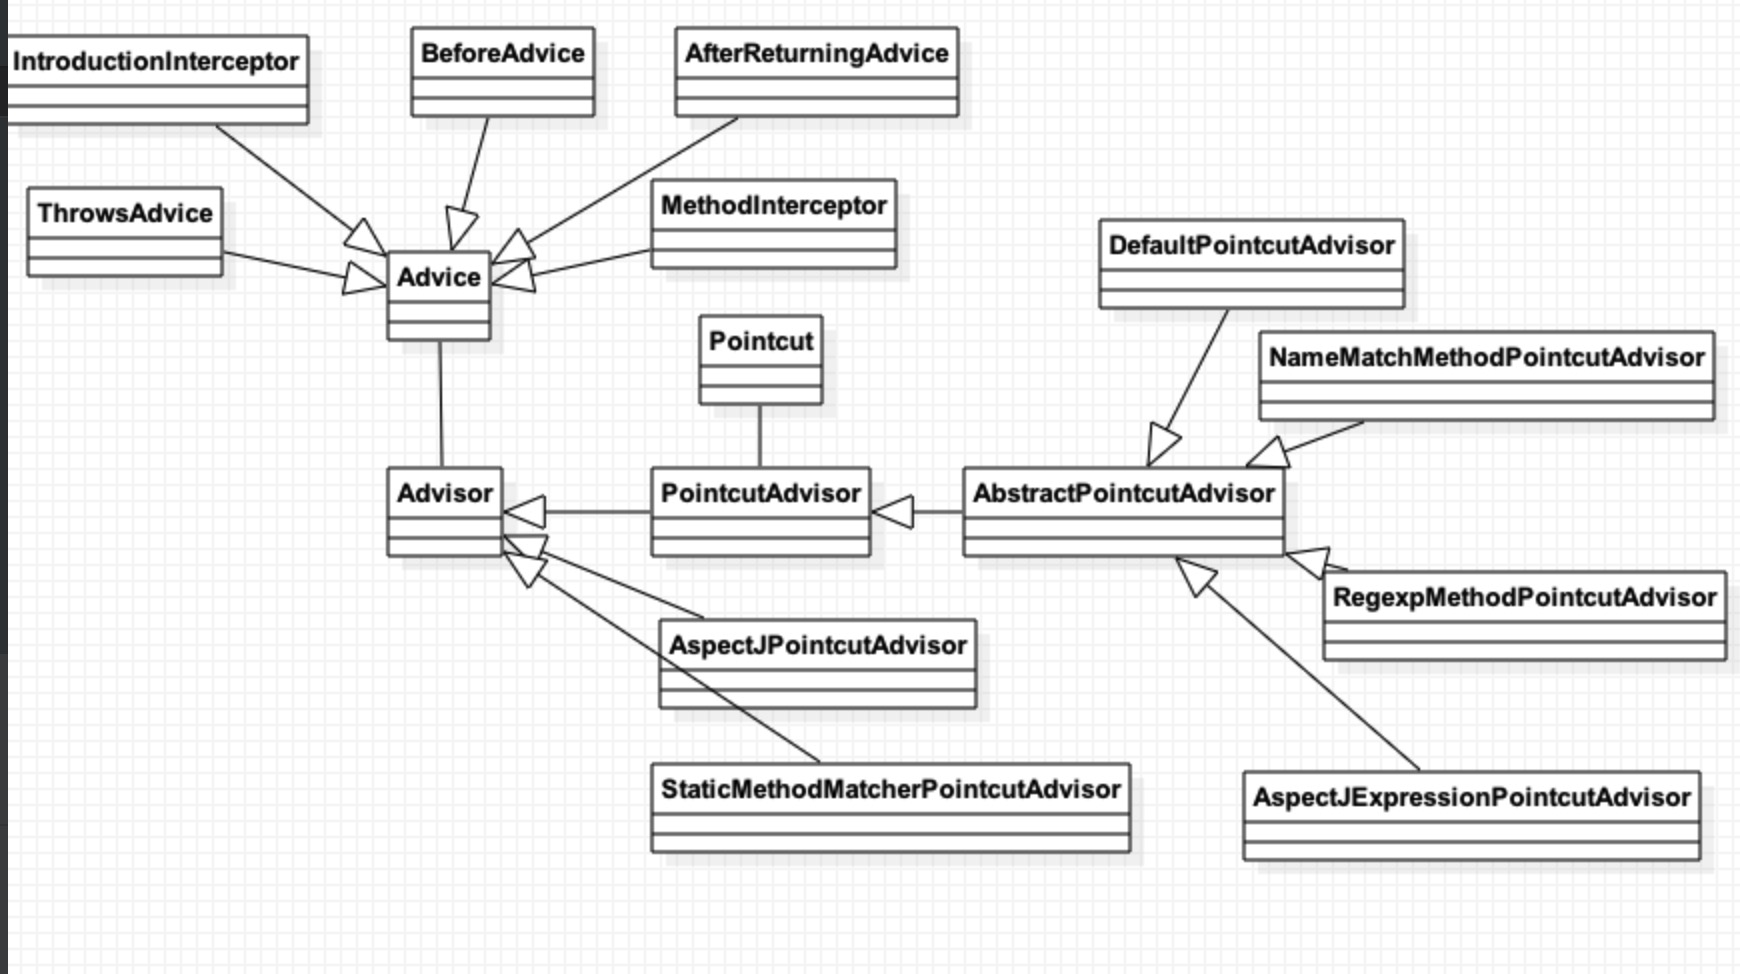 IntroductionInterceptor
BeforeAdvice
AfterReturningAdvice
ThrowsAdvice
MethodInterceptor
Advice
DefaultPointcutAdvisor
Pointcut
NameMatchMethodPointcutAdvisor
Advisor
PointcutAdvisor
AbstractPointcutAdvisor
RegexpMethodPointcutAdvisor
AspectJPointcutAdvisor
StaticMethodMatcherPointcutAdvisor
AspectJExpressionPointcutAdvisor